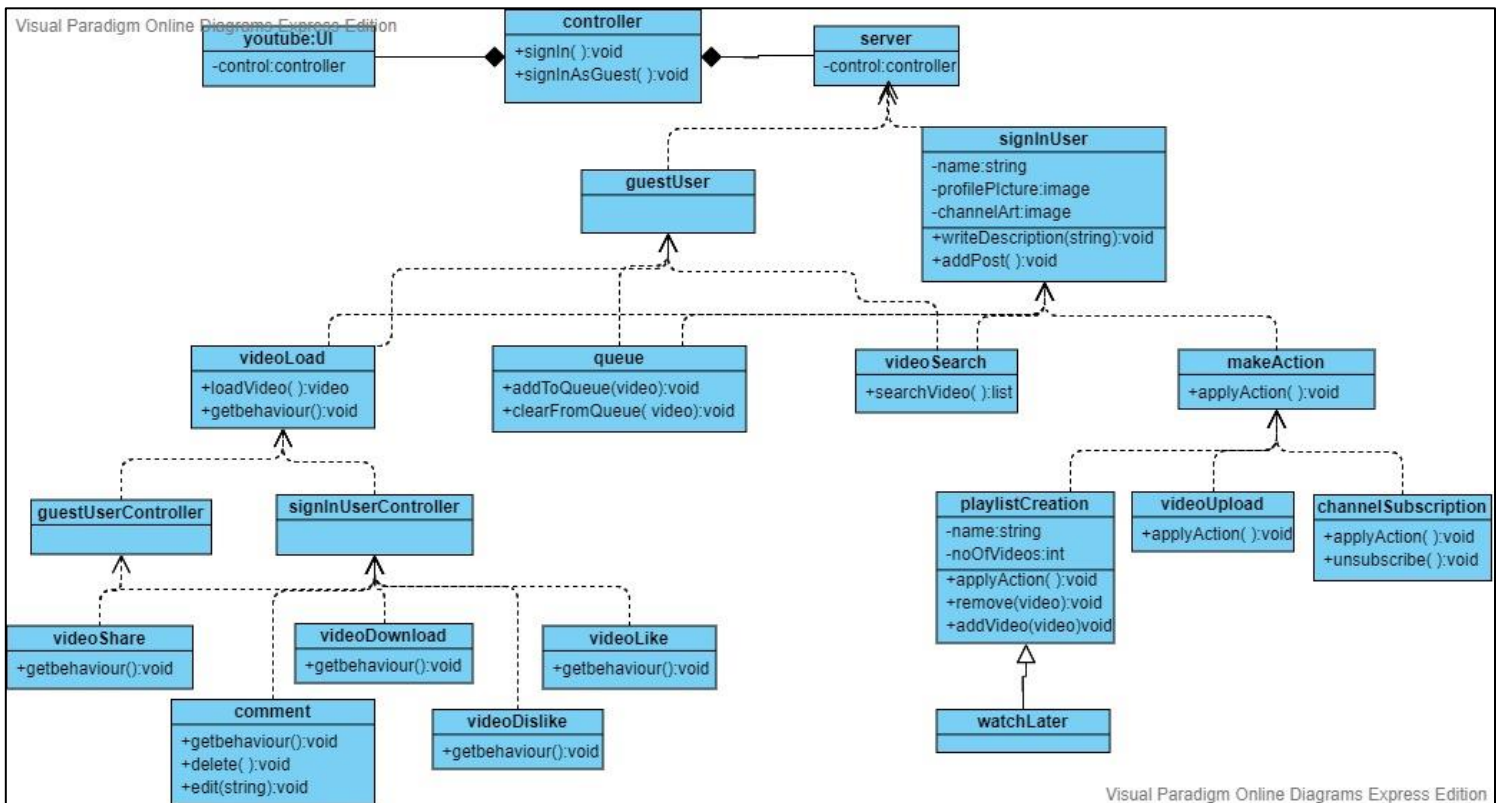 Visual Paradigm Online Diagrams Express Edition
youtube:UI
-control:controller
controller
+signIn( ):void
+signInAsGuest( ):void
server
-control:controller
guestUser
signInUser
-name:string
-profilePIcture:image
-channelArt:image
+writeDescription(string):void
+addPost( ):void
videoLoad
+loadVideo( ):video
+getbehaviour():void
queue
+addToQueue(video):void
+clearFromQueue( video):void
videoSearch
+searchVideo( ):list
makeAction
+applyAction( ):void
guestUserController
signInUserController
playlistCreation
-name:string
-noOfVideos:int
+applyAction( ):void
+remove(video):void
+addVideo(video)void
videoUpload
+applyAction( ):void
channelSubscription
+applyAction( ):void
+unsubscribe( ):void
videoShare
+getbehaviour():void
videoDownload
+getbehaviour():void
videoLike
+getbehaviour():void
comment
+getbehaviour():void
+delete( ):void
+edit(string):void
videoDislike
+getbehaviour():void
watchLater
Visual Paradigm Online Diagrams Express Edition